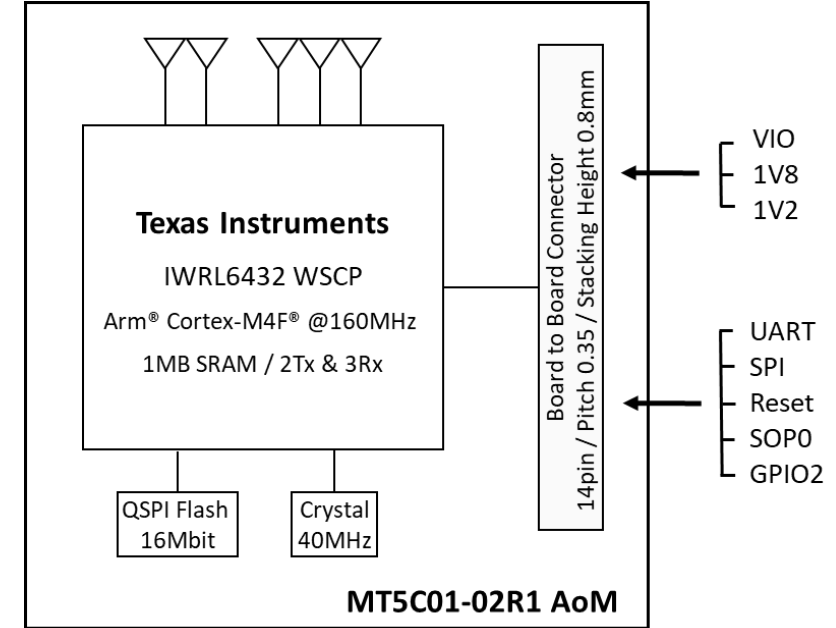 Texas Instruments
IWRL6432 WSCP
Arm® Cortex-M4F® @160MHz
1MB SRAM / 2Tx & 3Rx
QSPI Flash
16Mbit
Crystal
40MHz
Board to Board Connector
14pin / Pitch 0.35 / Stacking Height 0.8mm
VIO
1V8
1V2
UART
SPI
Reset
SOP0
GPIO2
MT5C01-02R1 AoM